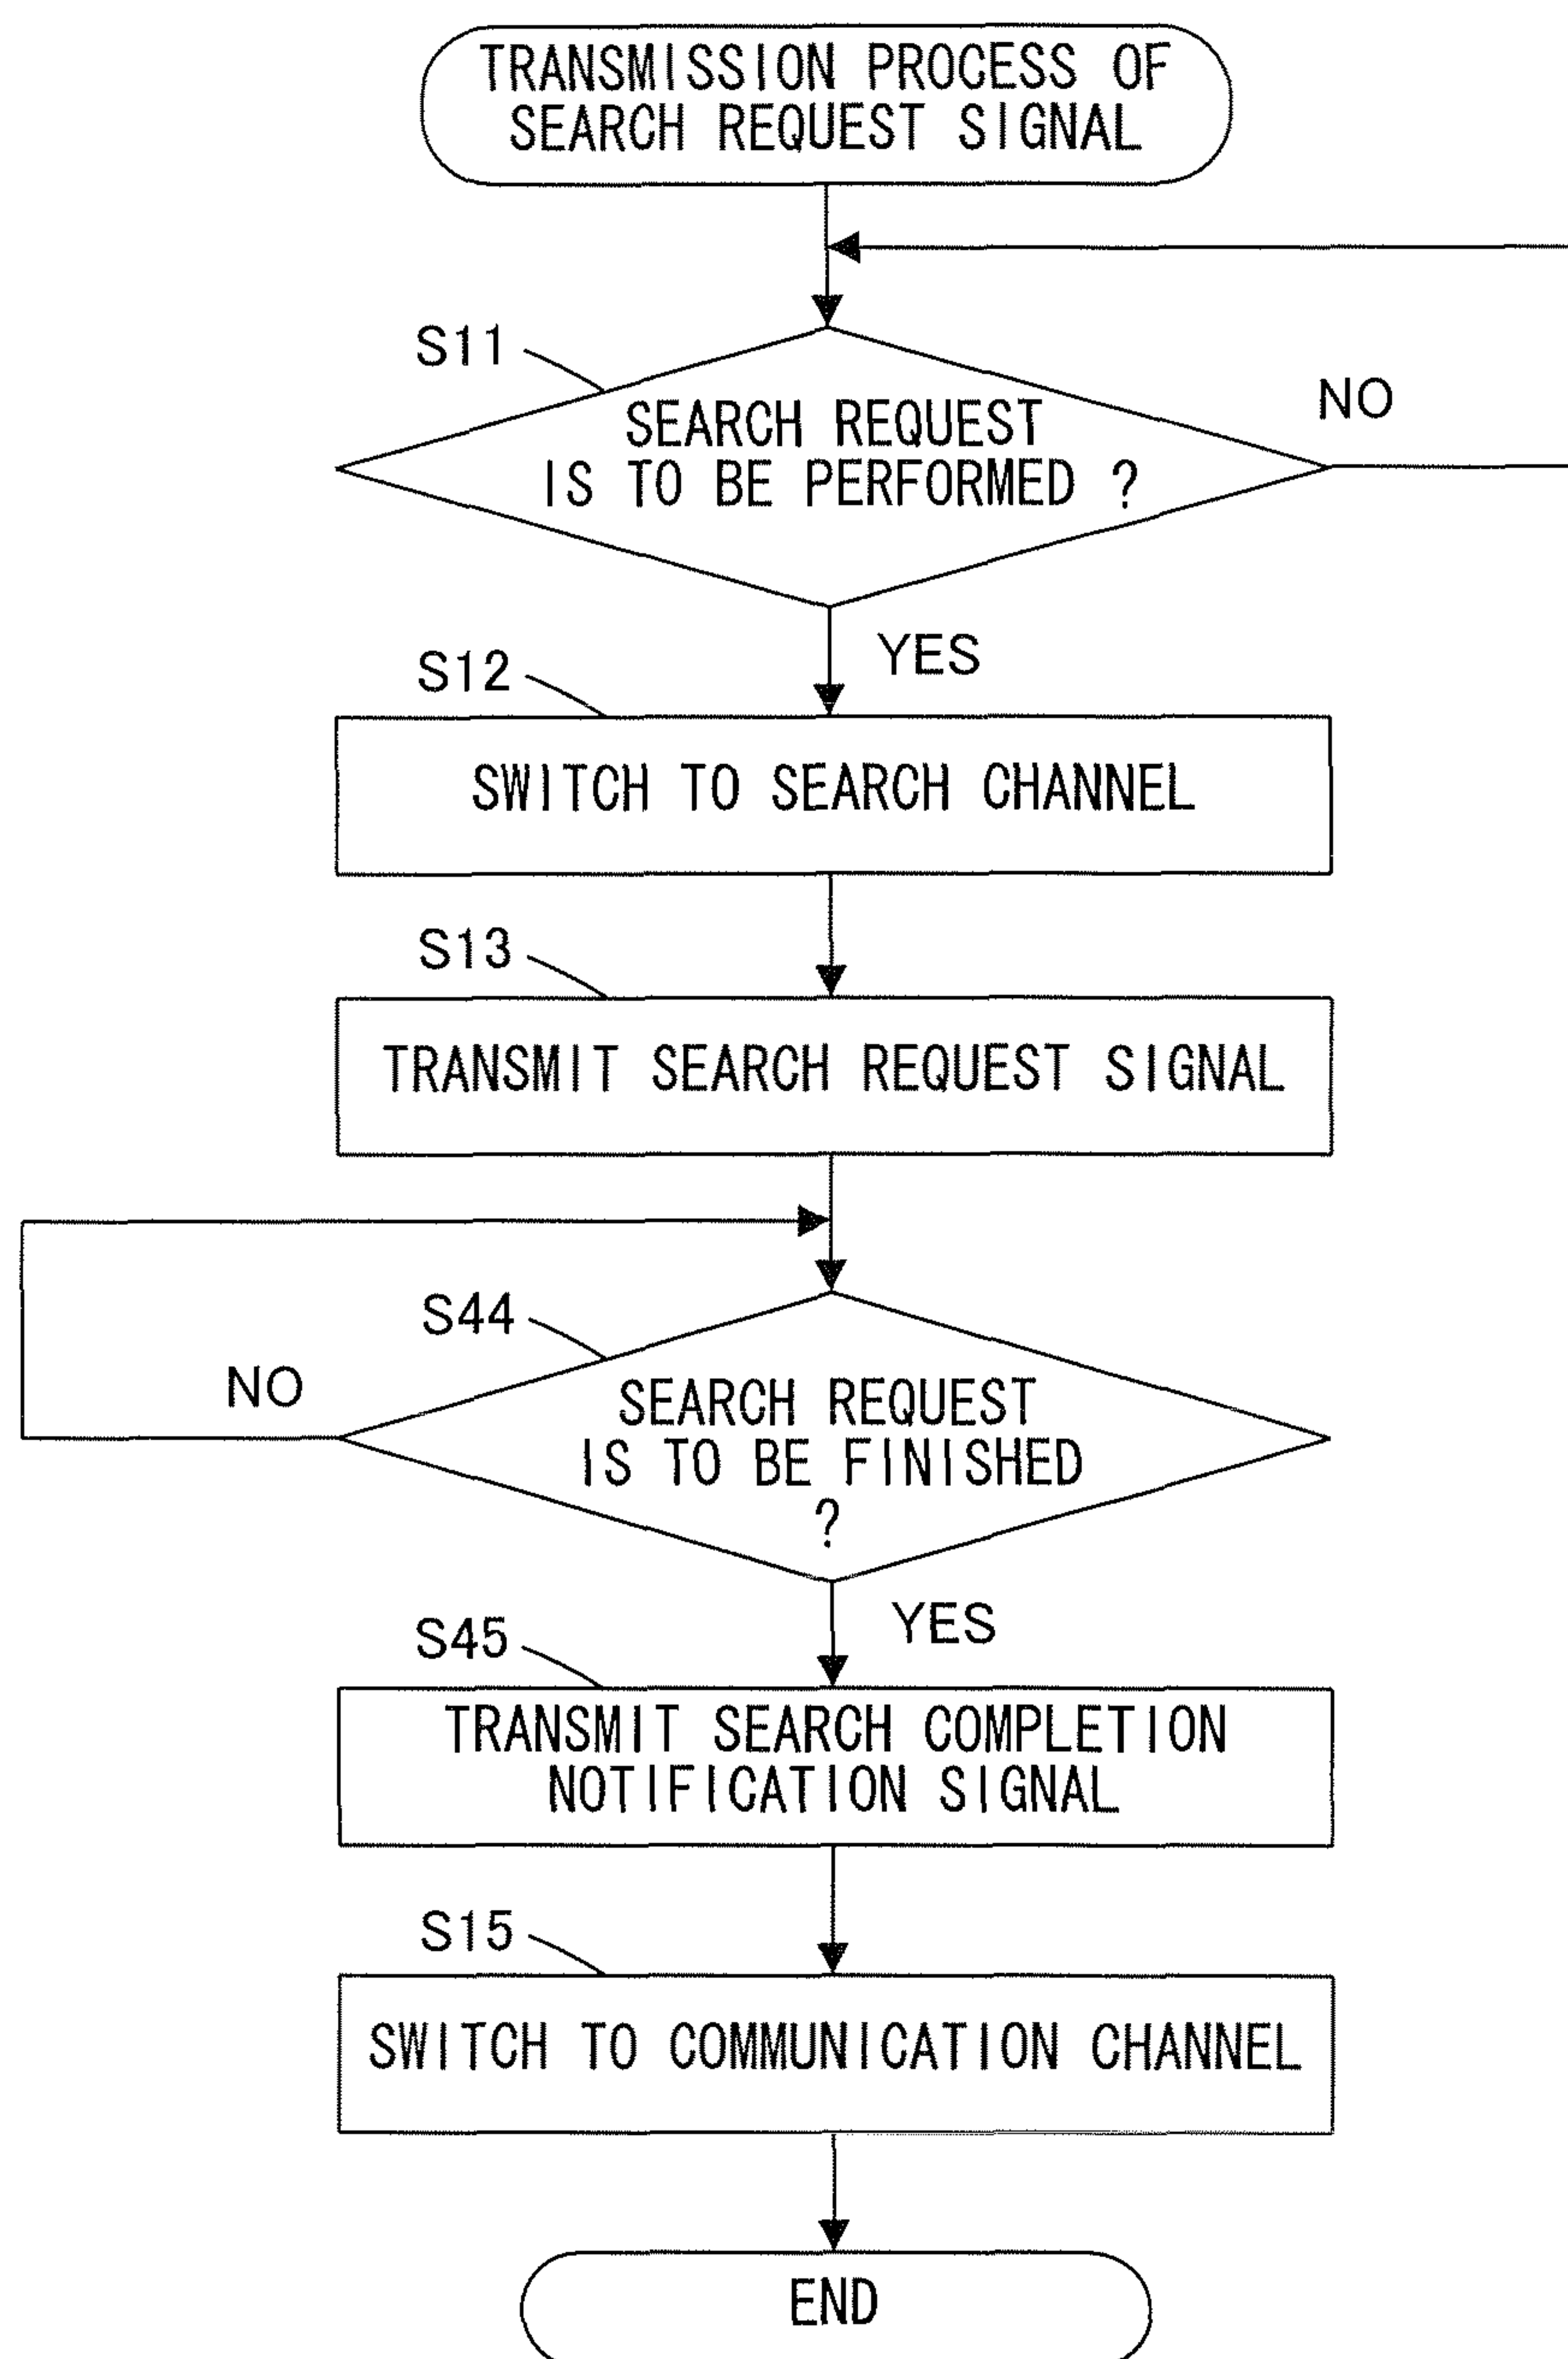 TRANSMISSION PROCESS OF
SEARCH REQUEST SIGNAL
S11
SEARCH REQUEST
IS TO BE PERFORMED ?
NO
YES
S12
SWITCH TO SEARCH CHANNEL
S13
TRANSMIT SEARCH REQUEST SIGNAL
S44
NO
SEARCH REQUEST
IS TO BE FINISHED
?
YES
S45
TRANSMIT SEARCH COMPLETION
NOTIFICATION SIGNAL
S15
SWITCH TO COMMUNICATION CHANNEL
END